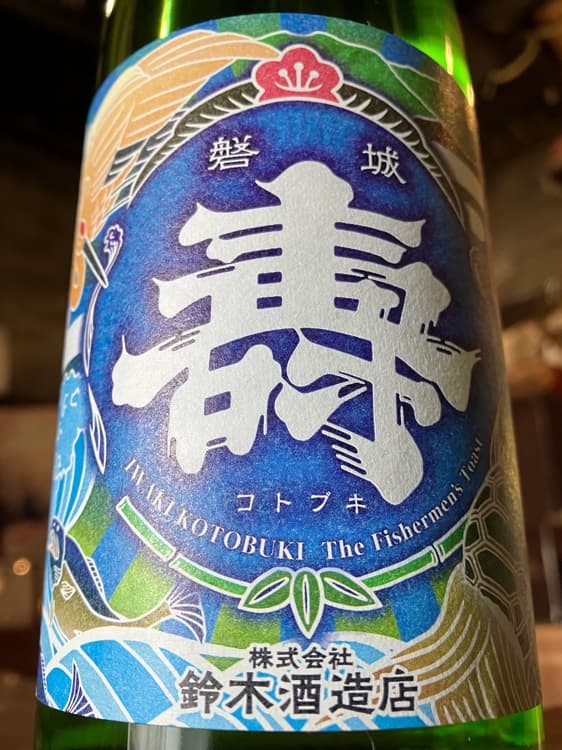 磐城
壽
コトブキ
IWAKI KOTOBUKI The Fishermen's Toast
株式会社
鈴木酒造店